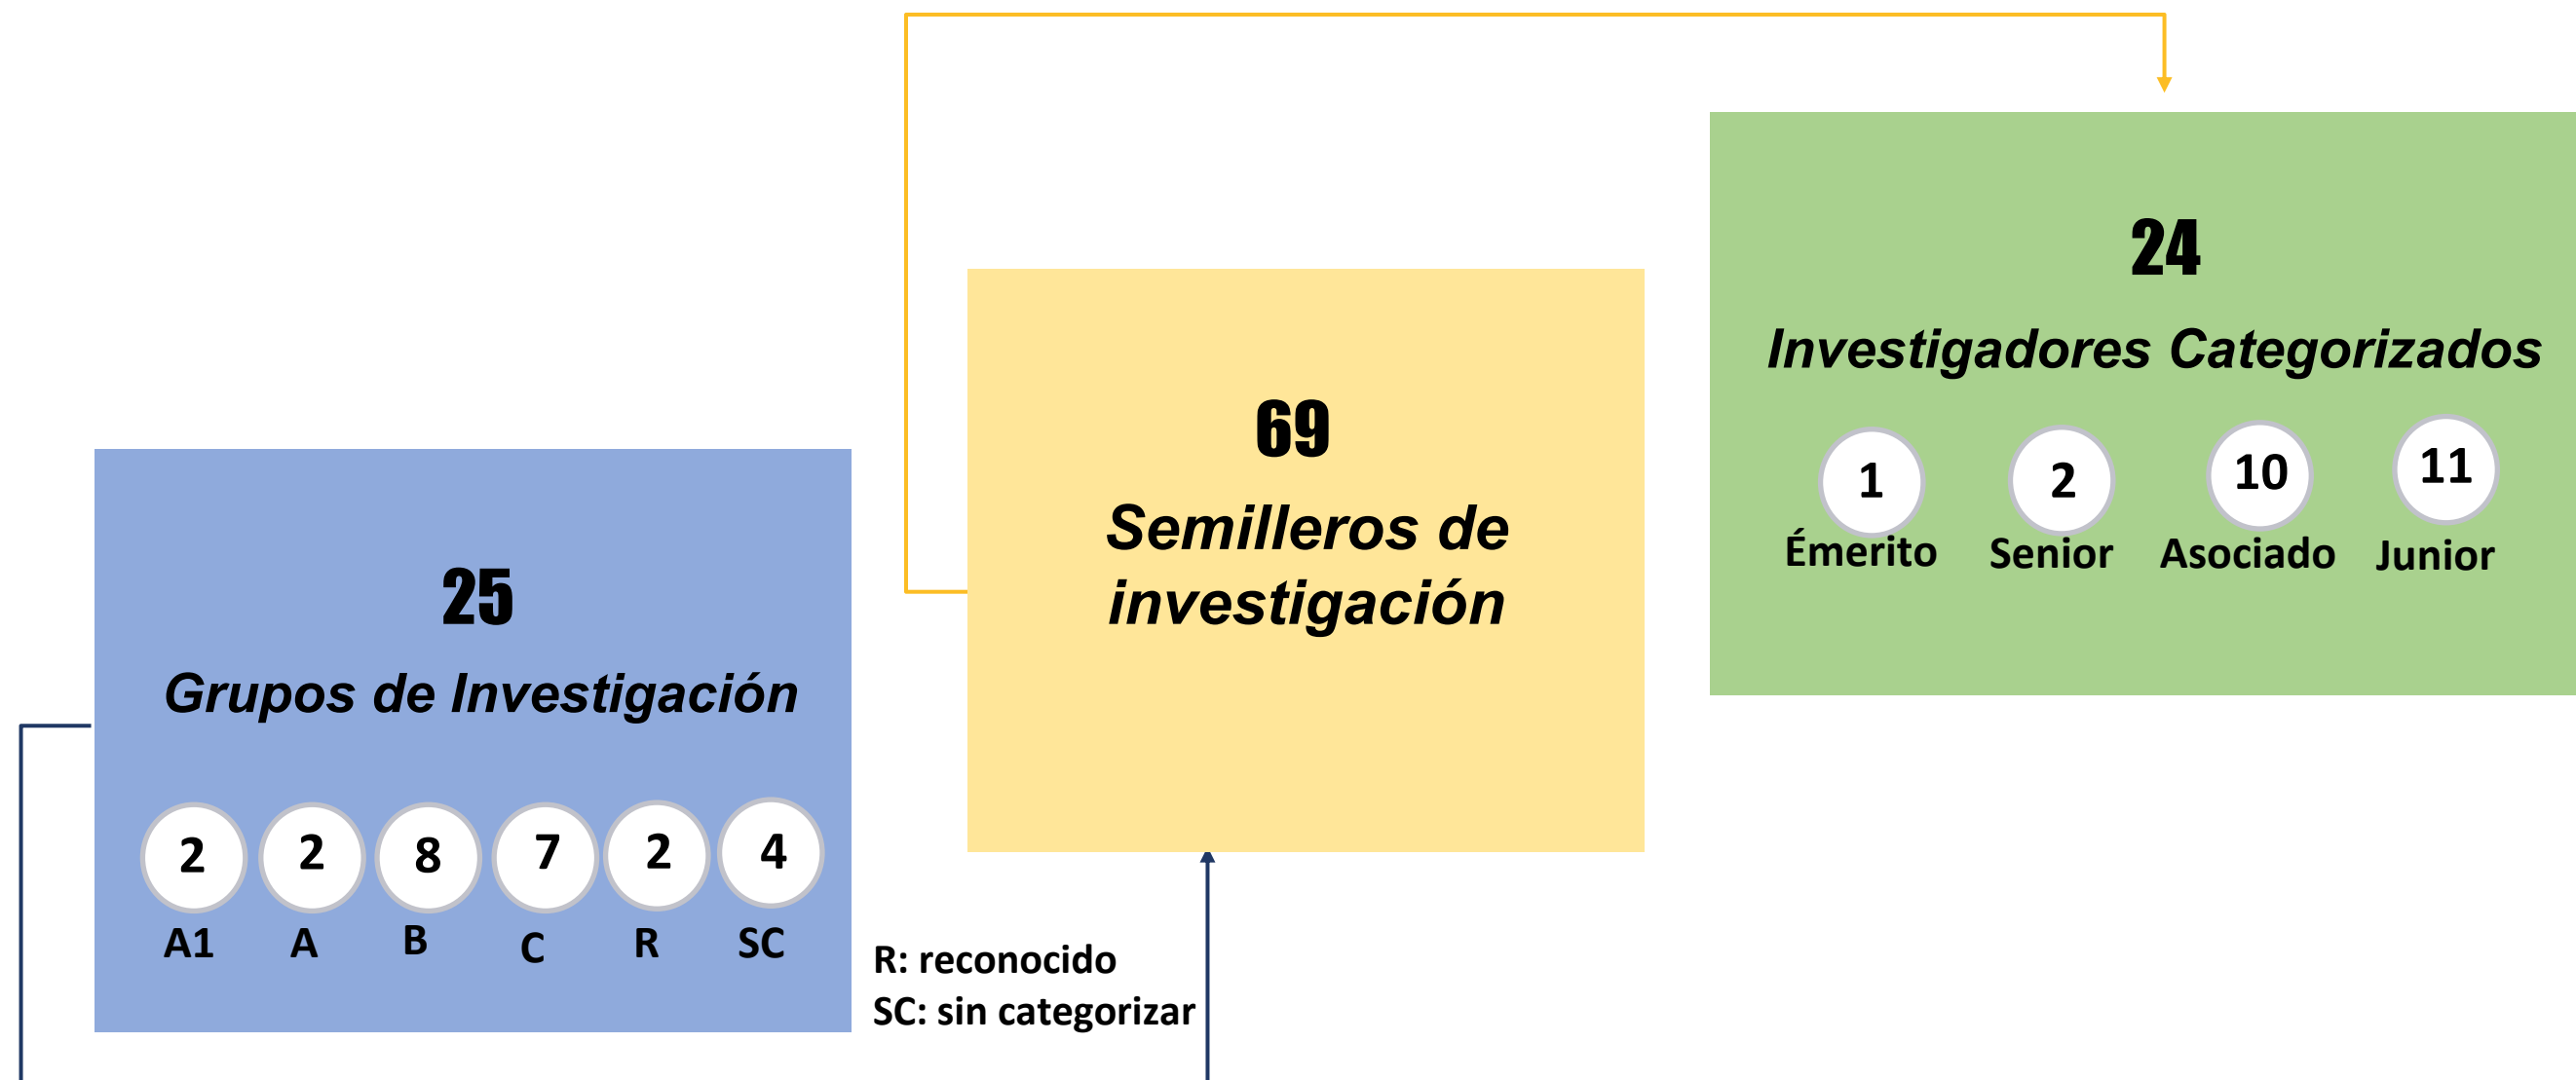 25
Grupos de Investigación
2 2 8 7 2 4
A1 A B C R SC
R: reconocido
SC: sin categorizar
69
Semilleros de
investigación
24
Investigadores Categorizados
1 2 10 11
Émerito Senior Asociado Junior